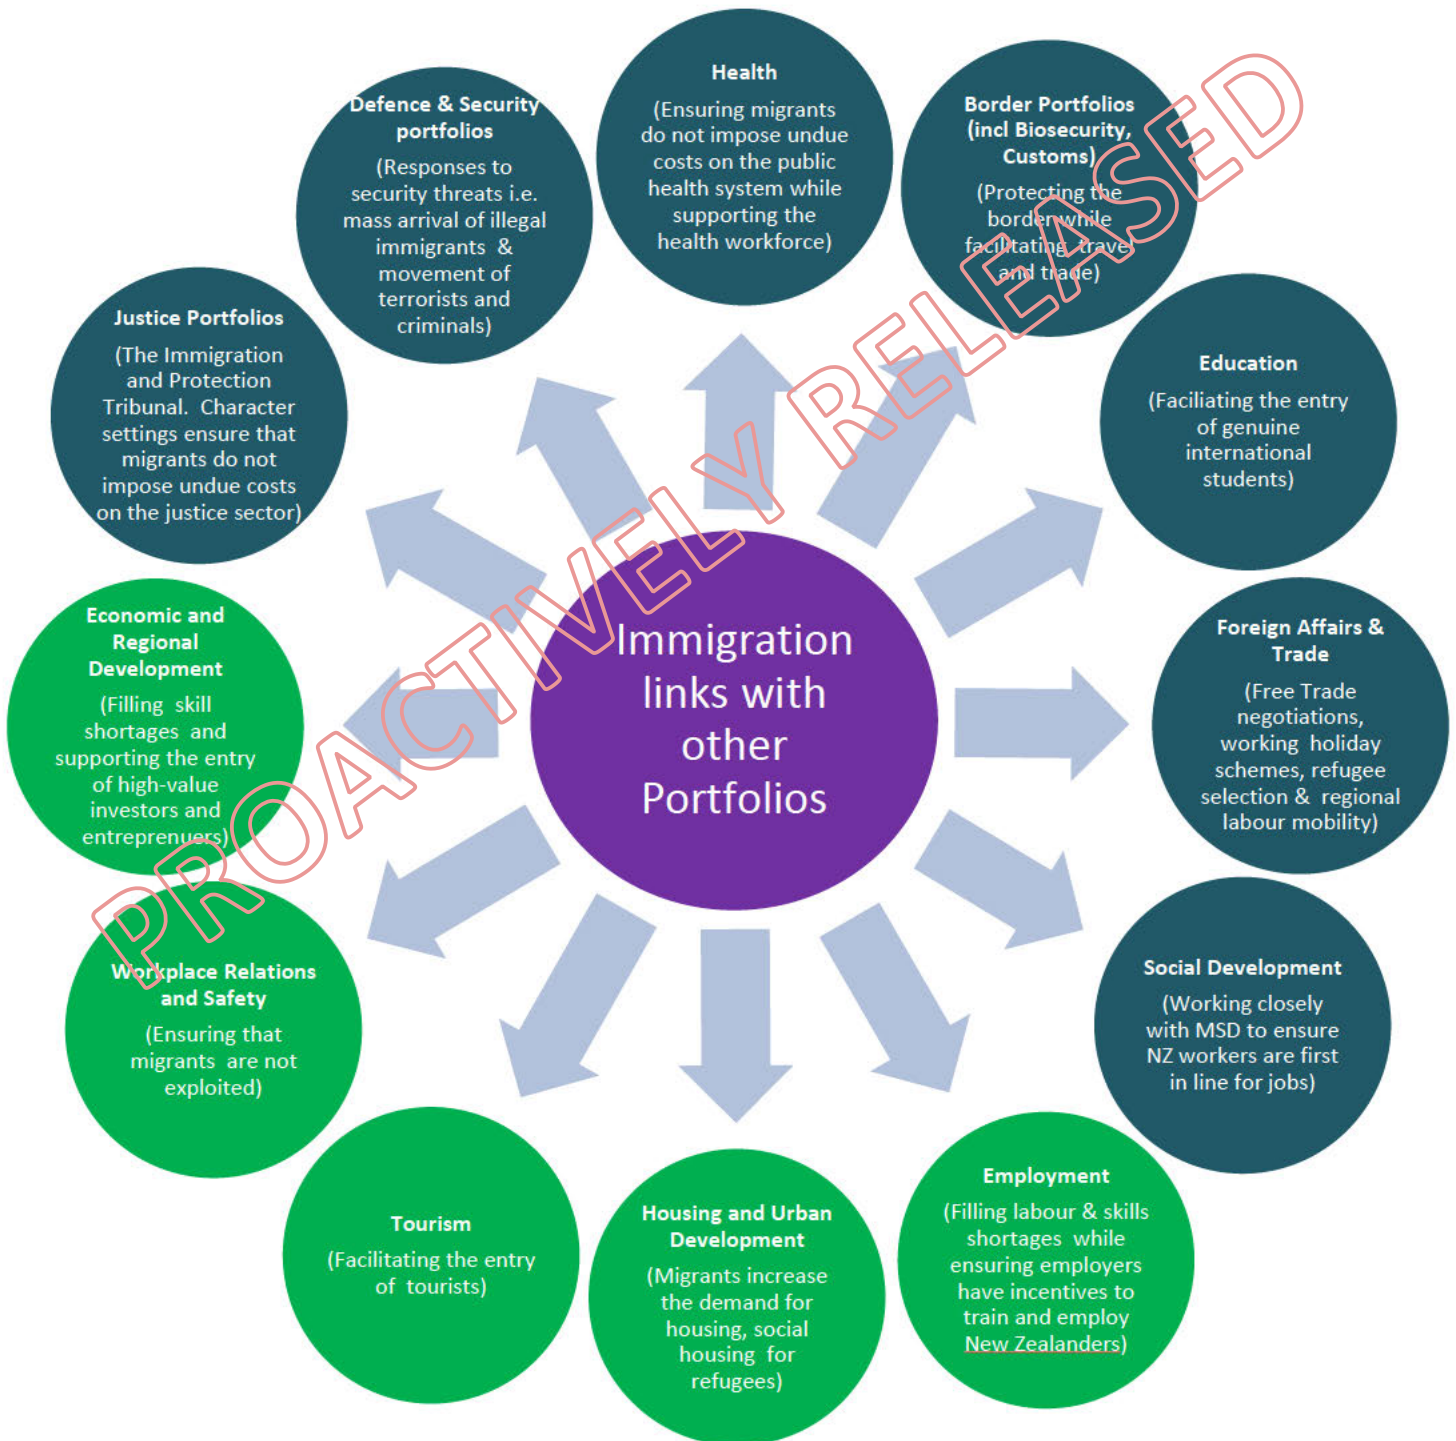 Health
(Ensuring migrants
do not impose undue
costs on the public
health system while
supporting the
health workforce)
Border Portfolios
(incl Biosecurity,
Customs)
(Protecting the
border while
facilitating travel
and trade)
Education
(Faciliating the entry
of genuine
international
students)
Foreign Affairs &
Trade
(Free Trade
negotiations,
working holiday
schemes, refugee
selection & regional
labour mobility)
Social Development
(Working closely
with MSD to ensure
NZ workers are first
in line for jobs)
Employment
(Filling labour & skills
shortages while
ensuring employers
have incentives to
train and employ
New Zealanders)
Housing and Urban
Development
(Migrants increase
the demand for
housing, social
housing for
refugees)
Tourism
(Facilitating the entry
of tourists)
Workplace Relations
and Safety
(Ensuring that
migrants are not
exploited)
Economic and
Regional
Development
(Filling skill
shortages and
supporting the entry
of high-value
investors and
entreprenuers)
Justice Portfolios
(The Immigration
and Protection
Tribunal. Character
settings ensure that
migrants do not
impose undue costs
on the justice sector)
Defence & Security
portfolios
(Responses to
security threats i.e.
mass arrival of illegal
immigrants &
movement of
terrorists and
criminals)
Immigration
links with
other
Portfolios
PROACTIVELY RELEASED